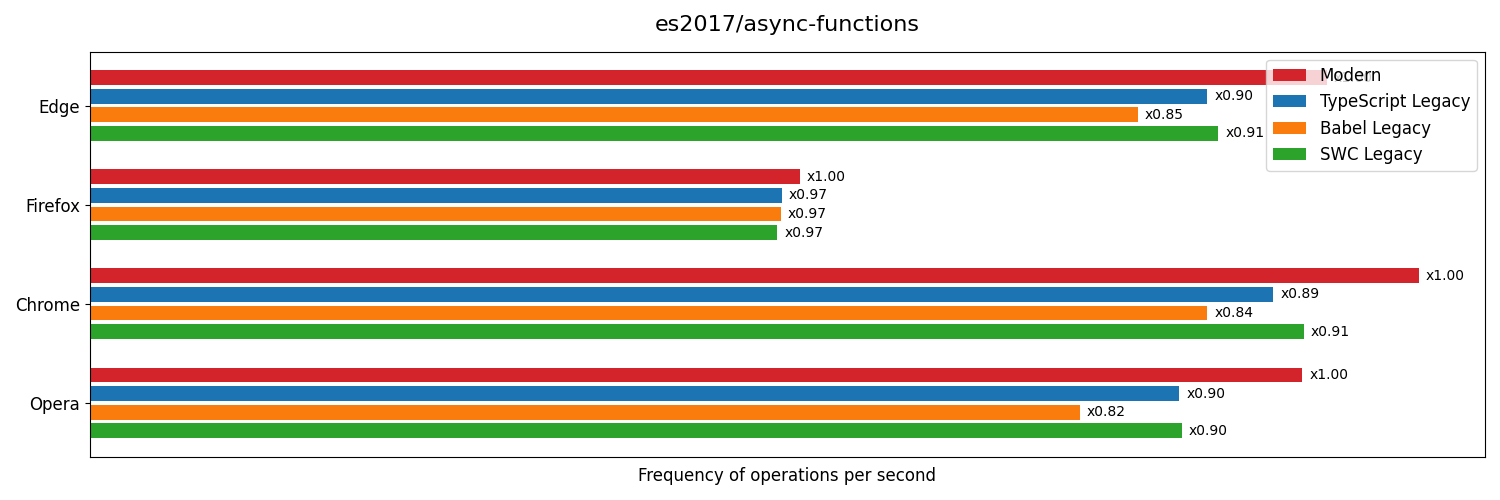 es2017/async-functions
Edge
x0.90
x0.85
x0.91
Modern
TypeScript Legacy
Babel Legacy
SWC Legacy
Firefox
x1.00
x0.97
x0.97
x0.97
Chrome
x1.00
x0.89
x0.84
x0.91
Opera
x1.00
x0.90
x0.82
x0.90
Frequency of operations per second